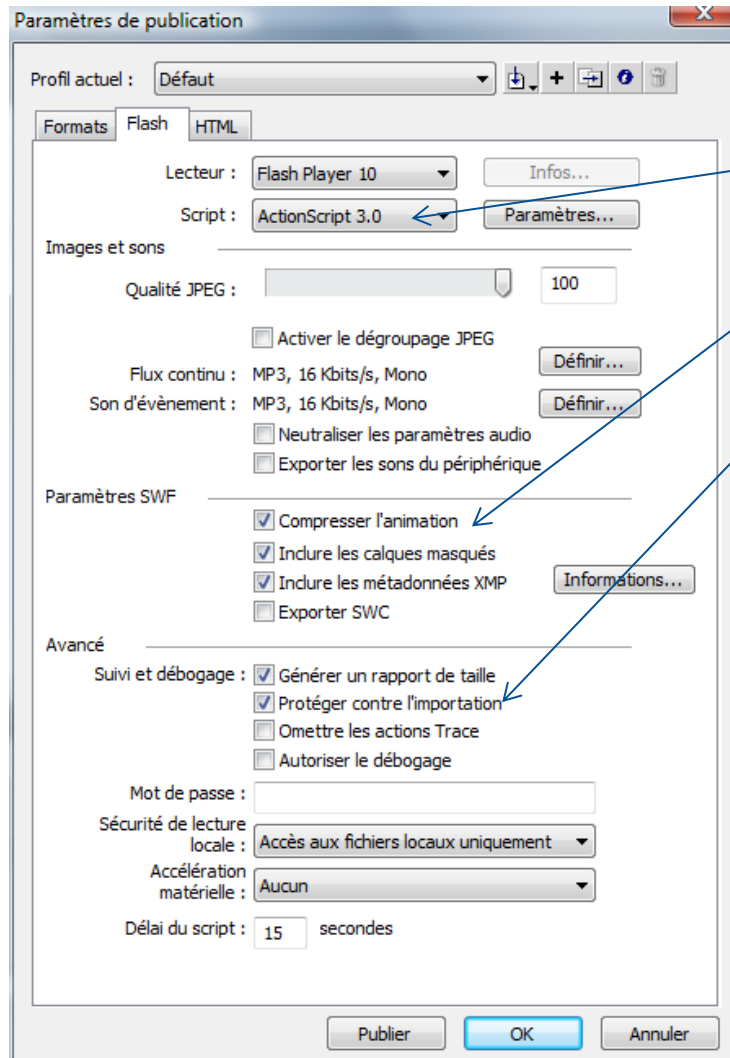 Paramètres de publication
Profil actuel : Défaut
Formats Flash HTML
Lecteur : Flash Player 10 Infos...
Script : ActionScript 3.0 Paramètres...
Images et sons
Qualité JPEG : 100
Activer le dégroupage JPEG
Flux continu : MP3, 16 Kbits/s, Mono Définir...
Son d'évènement : MP3, 16 Kbits/s, Mono Définir...
Neutraliser les paramètres audio
Exporter les sons du périphérique
Paramètres SWF
Compresser l'animation
Inclure les calques masqués
Inclure les métadonnées XMP Informations...
Exporter SWC
Avancé
Suivi et débogage : Générer un rapport de taille
Protéger contre l'importation
Omettre les actions Trace
Autoriser le débogage
Mot de passe :
Sécurité de lecture
locale : Accès aux fichiers locaux uniquement
Accélération
matérielle : Aucun
Délai du script : 15 secondes
Publier OK Annuler